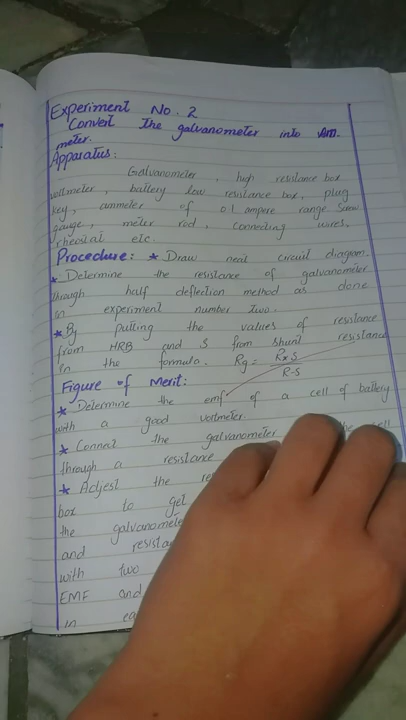 Experiment No. 2
Convert the galvanometer into Am.
meter.
Apparatus:
Galvanometer, high resistance box
voltmeter, battery low resistance box, plug
key, ammeter of 0.1 ampere range Screw
gauge, meter rod, connecting wires.
rheostat etc.
Procedure: * Draw neat circuit diagram.
* Determine the resistance of galvanometer
through half deflection method as done
in experiment number two.
* By putting the values of resistance
from HRB and S from shunt resistance
in the formula. Rg = R×S / R-S
Figure of Merit:
* Determine the emf of a cell of battery
with a good voltmeter.
* Connect the galvanometer the cell
through a resistance
* Adjest the
box to get
the galvanomete
and
with two
EMF and
in